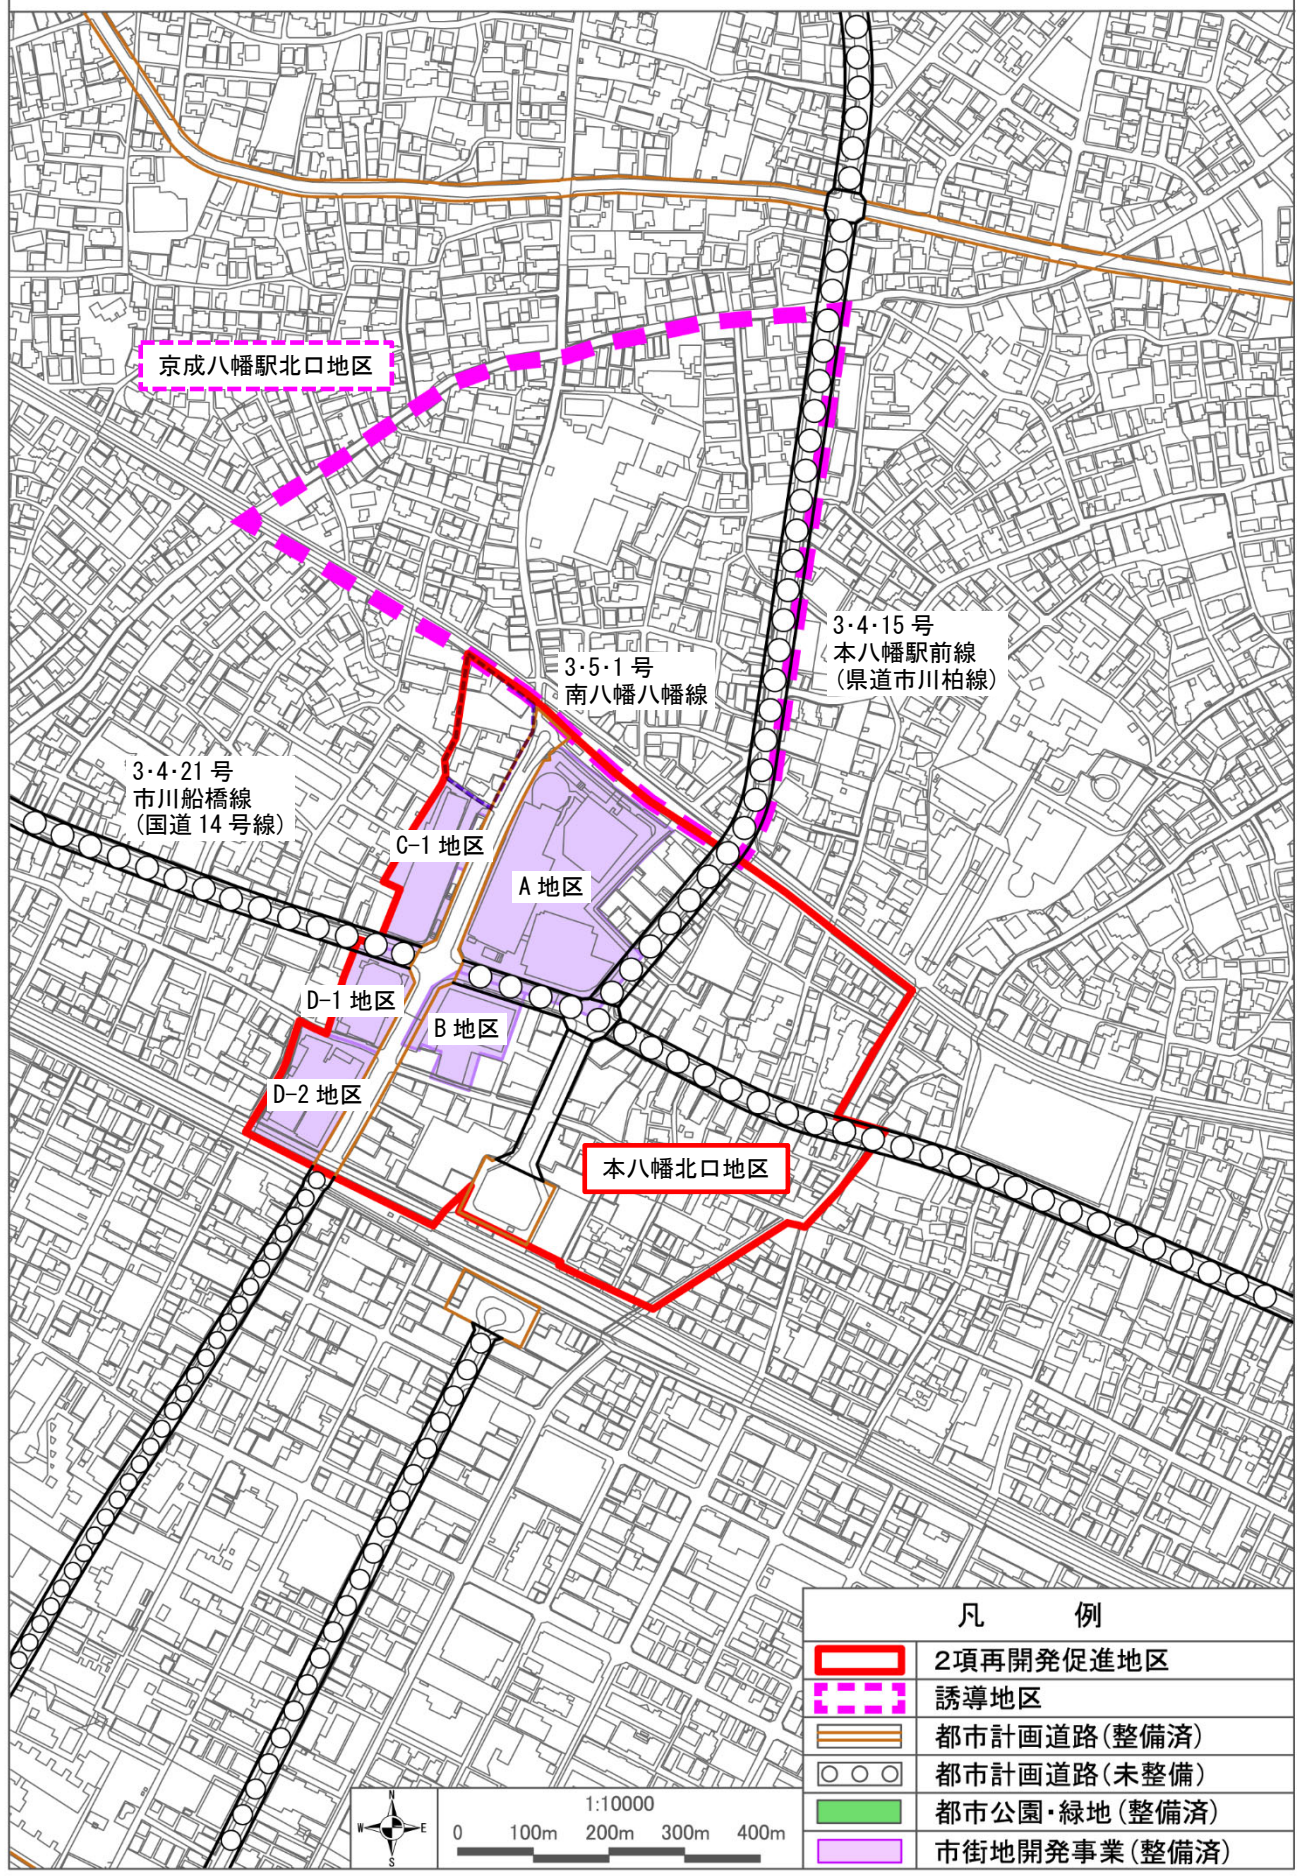 京成八幡駅北口地区
3・4・15 号
本八幡駅前線
(県道市川柏線)
3・5・1 号
南八幡八幡線
3・4・21 号
市川船橋線
(国道 14 号線)
C-1 地区
A 地区
D-1 地区
B 地区
D-2 地区
本八幡北口地区
凡 例
2項再開発促進地区
誘導地区
都市計画道路(整備済)
都市計画道路(未整備)
都市公園・緑地(整備済)
市街地開発事業(整備済)
N
W E
S
1:10000
0 100m 200m 300m 400m